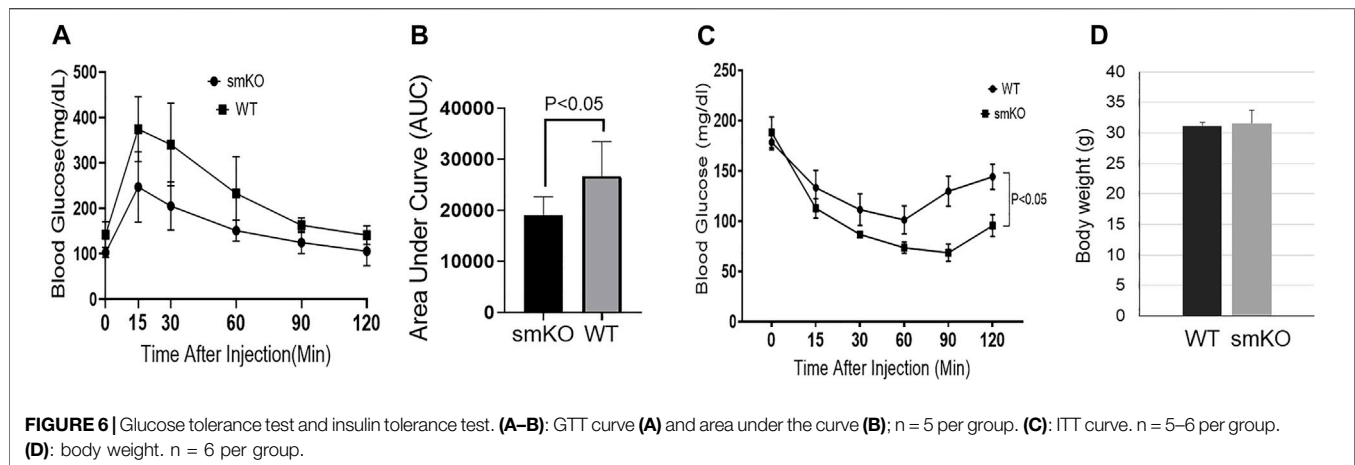 A
Blood Glucose(mg/dL)
500
400
300
200
100
0
smKO
WT
0 15 30 60 90 120
Time After Injection(Min)
B
Area Under Curve (AUC)
40000
30000
20000
10000
0
P<0.05
smKO WT
C
Blood Glucose (mg/dl)
250
200
150
100
50
0
WT
smKO
P<0.05
0 15 30 60 90 120
Time After Injection (Min)
D
Body weight (g)
40
35
30
25
20
15
10
5
0
WT smKO
FIGURE 6 | Glucose tolerance test and insulin tolerance test. (A–B): GTT curve (A) and area under the curve (B); n = 5 per group. (C): ITT curve. n = 5–6 per group.
(D): body weight. n = 6 per group.